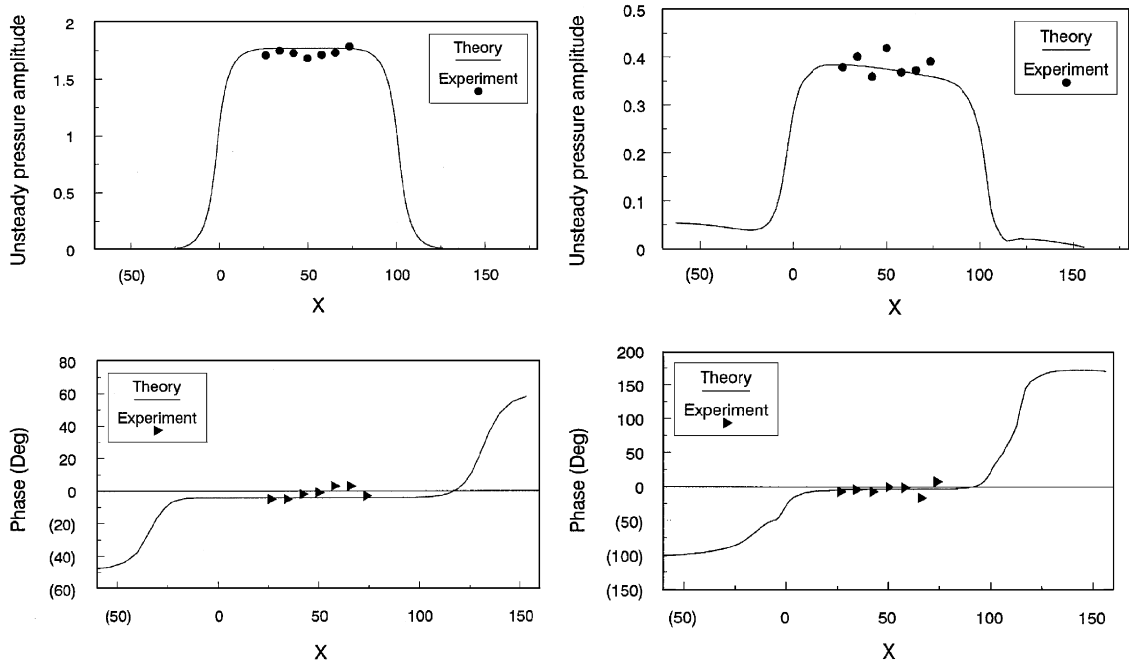 Unsteady pressure amplitude
2
1.5
1
0.5
0
Theory
Experiment
(50) 0 50 100 150
X
Unsteady pressure amplitude
0.5
0.4
0.3
0.2
0.1
0
Theory
Experiment
(50) 0 50 100 150
X
Phase (Deg)
80
60
40
20
0
(20)
(40)
(60)
Theory
Experiment
(50) 0 50 100 150
X
Phase (Deg)
200
150
100
50
0
(50)
(100)
(150)
Theory
Experiment
(50) 0 50 100 150
X